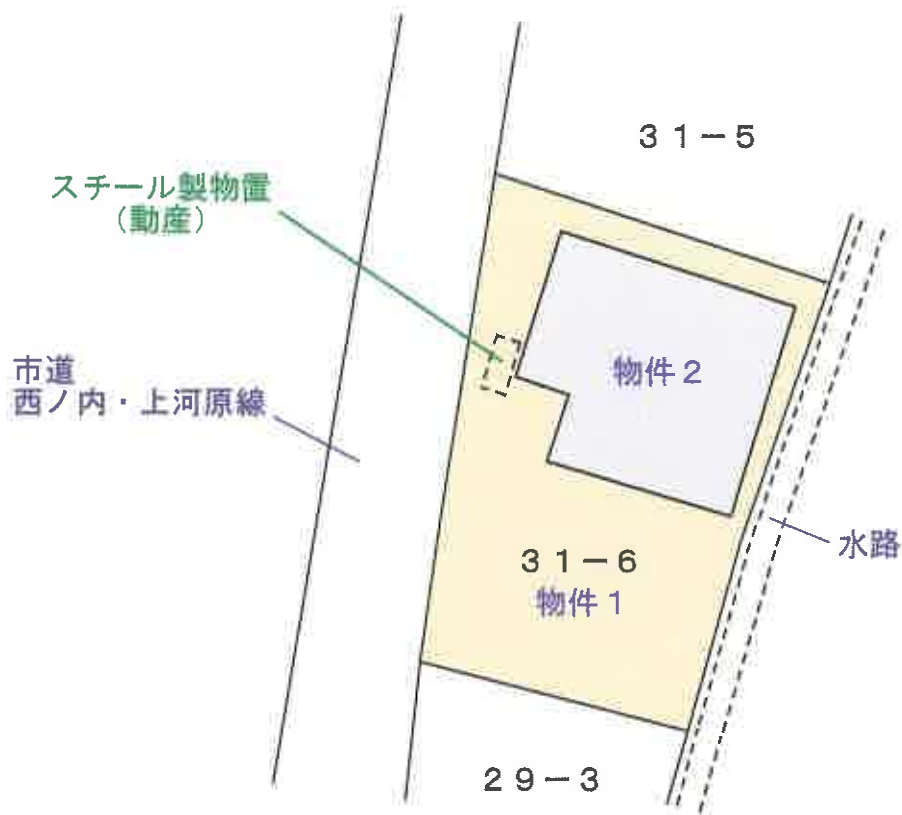 31-5
スチール製物置
(動産)
市道
西ノ内・上河原線
物件2
水路
31-6
物件1
29-3